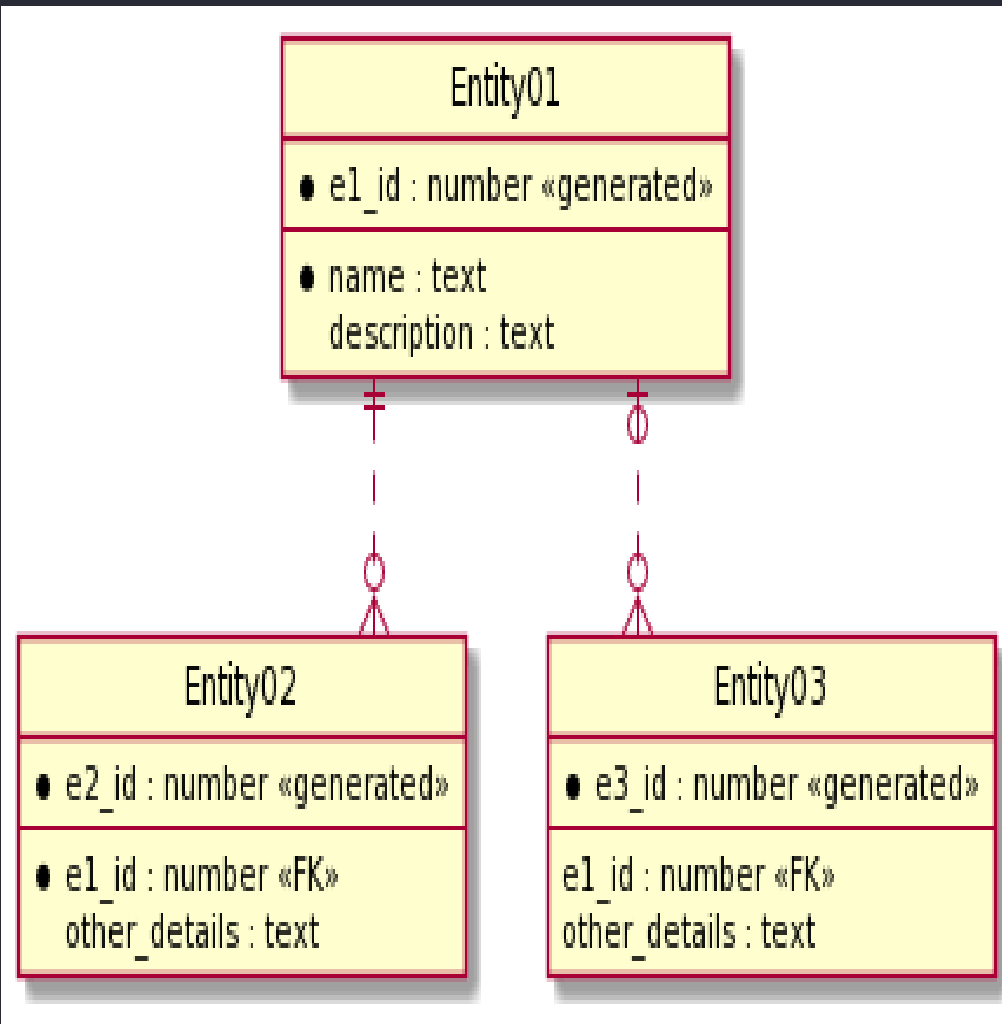 Entity01
e1_id : number «generated»
name : text
description : text
Entity02
e2_id : number «generated»
e1_id : number «FK»
other_details : text
Entity03
e3_id : number «generated»
e1_id : number «FK»
other_details : text